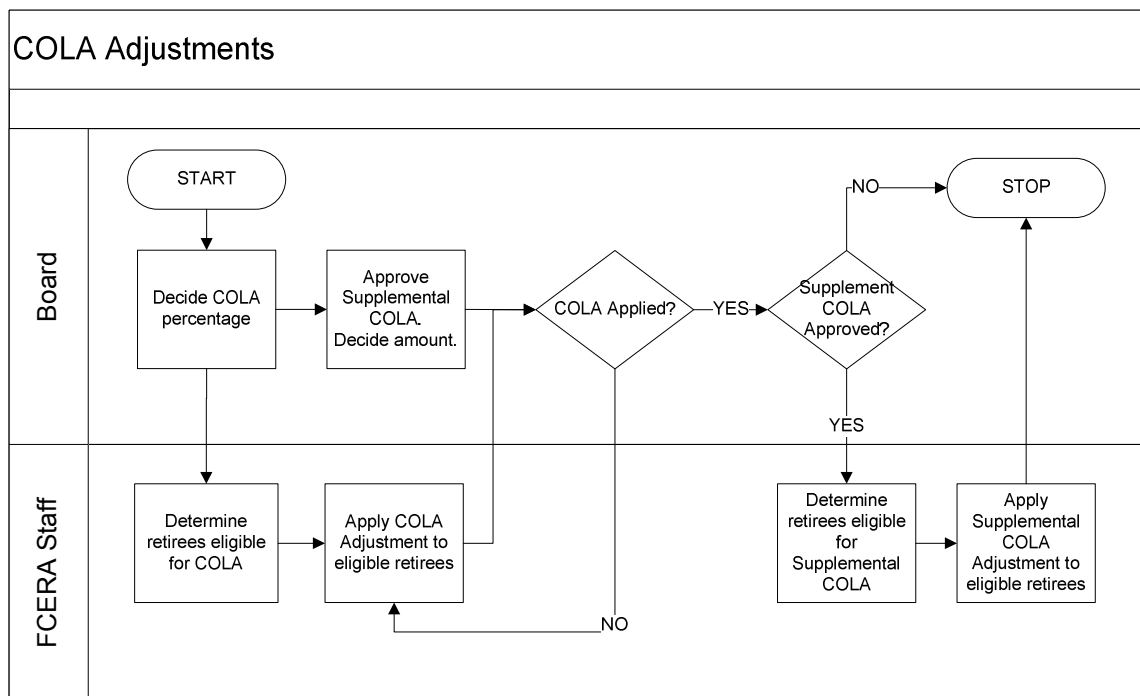 COLA Adjustments
Board
START
Decide COLA
percentage
Approve
Supplemental
COLA.
Decide amount.
COLA Applied?
YES
Supplement
COLA
Approved?
NO
STOP
YES
FCERA Staff
Determine
retirees eligible
for COLA
Apply COLA
Adjustment to
eligible retirees
NO
Determine
retirees eligible
for
Supplemental
COLA
Apply
Supplemental
COLA
Adjustment to
eligible retirees